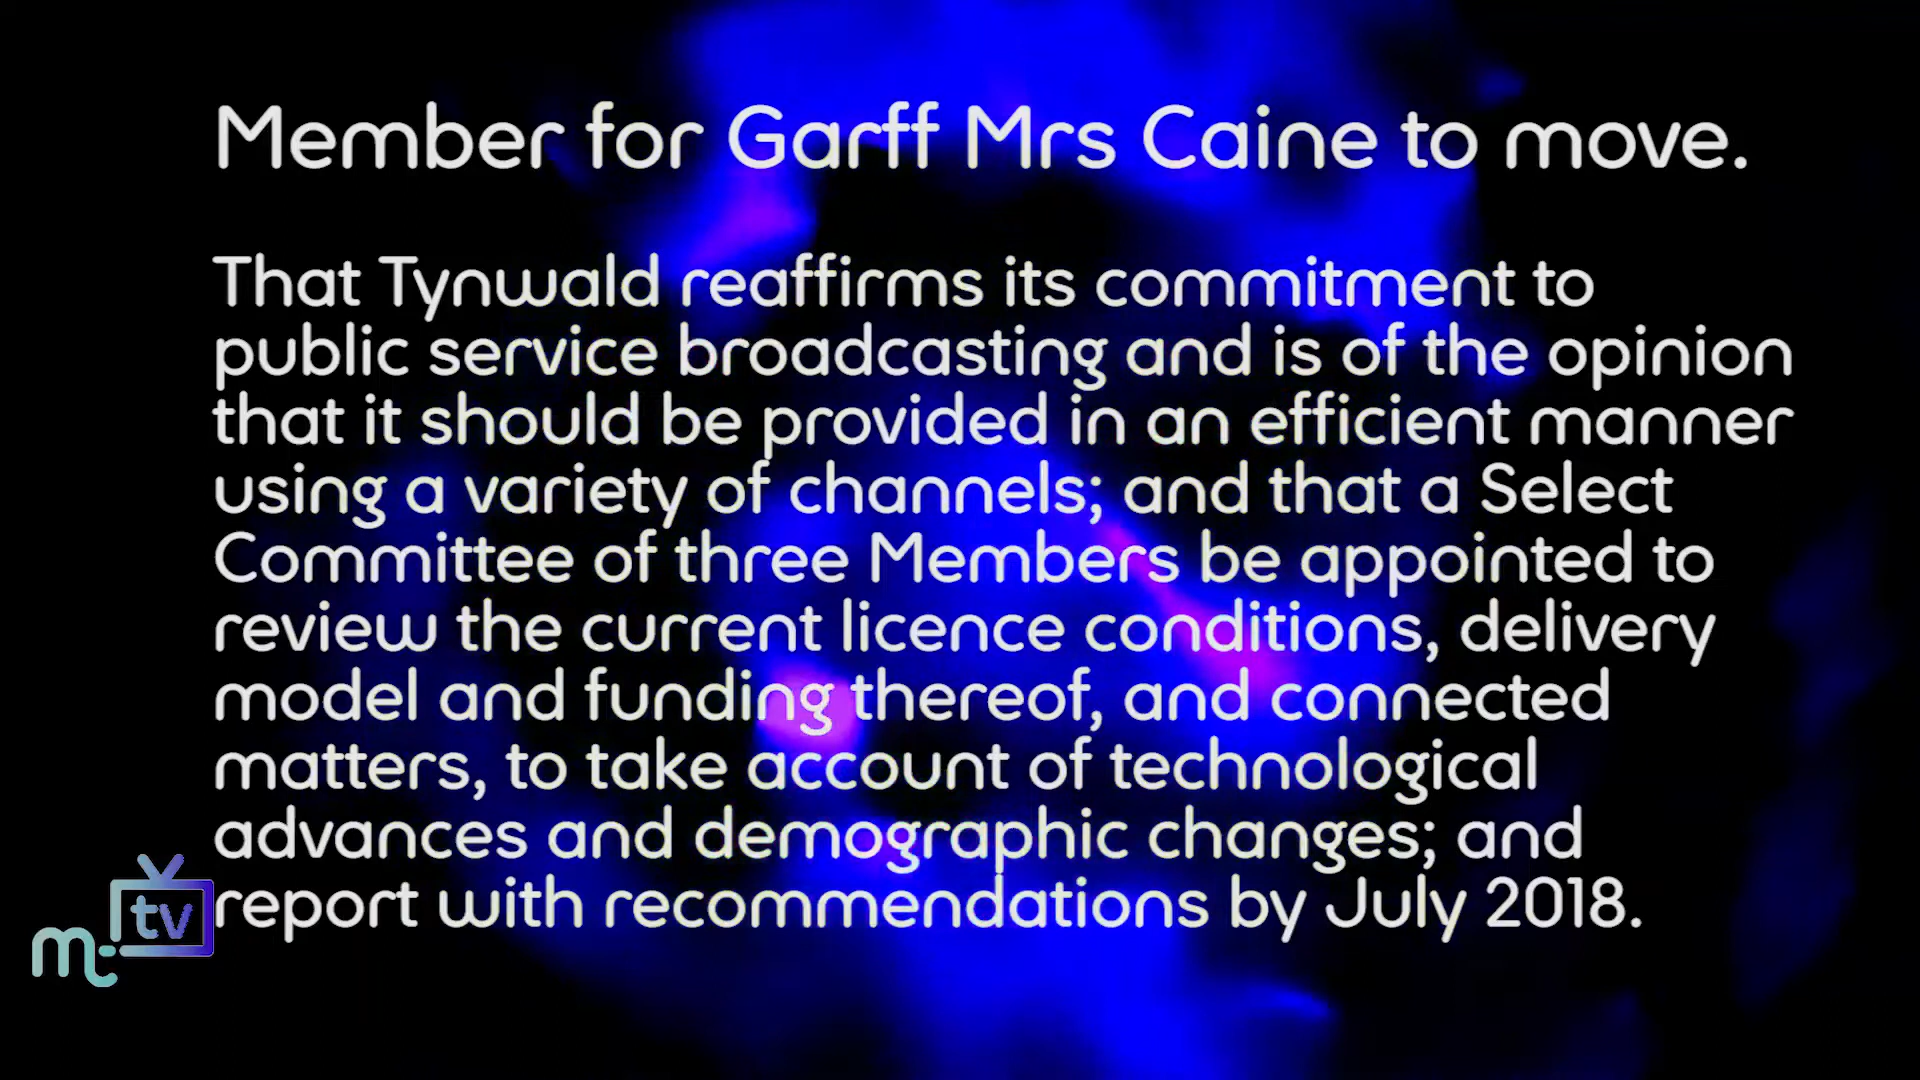 Member for Garff Mrs Caine to move.
That Tynwald reaffirms its commitment to
public service broadcasting and is of the opinion
that it should be provided in an efficient manner
using a variety of channels; and that a Select
Committee of three Members be appointed to
review the current licence conditions, delivery
model and funding thereof, and connected
matters, to take account of technological
advances and demographic changes; and
report with recommendations by July 2018.
m tv